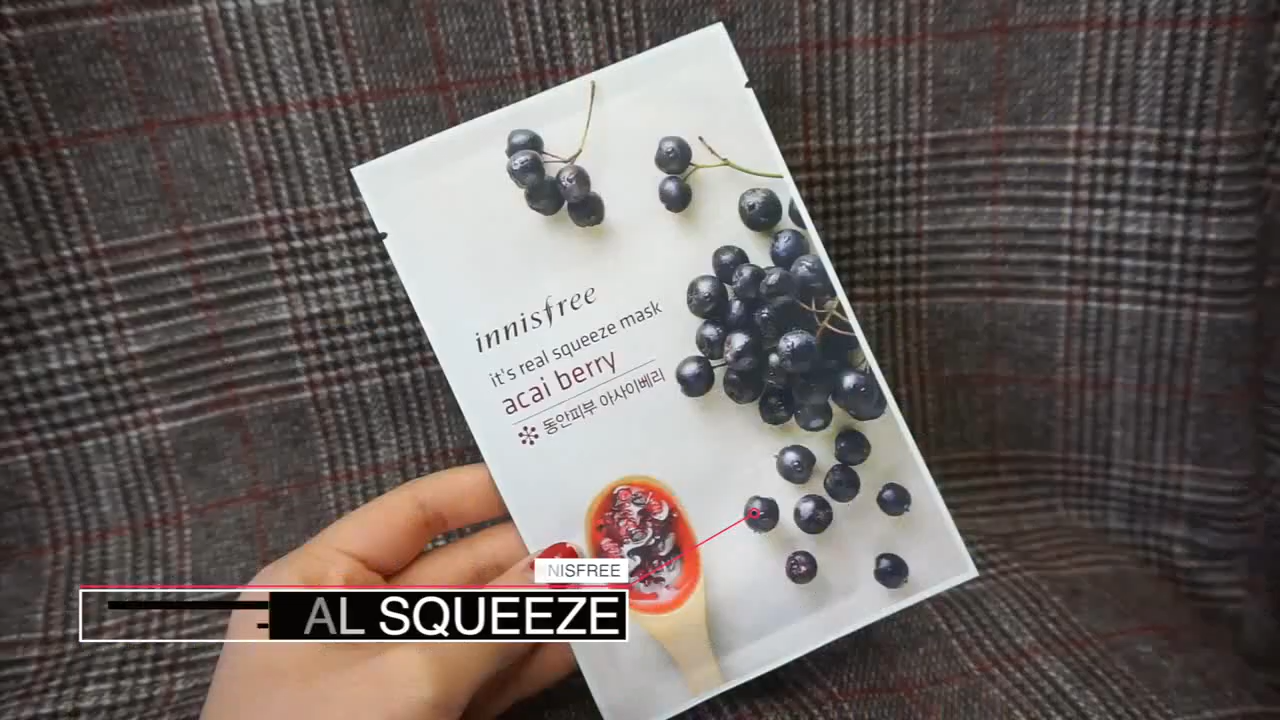 innisfree
it's real squeeze mask
acai berry
동안피부 아사이베리
NISFREE
AL SQUEEZE